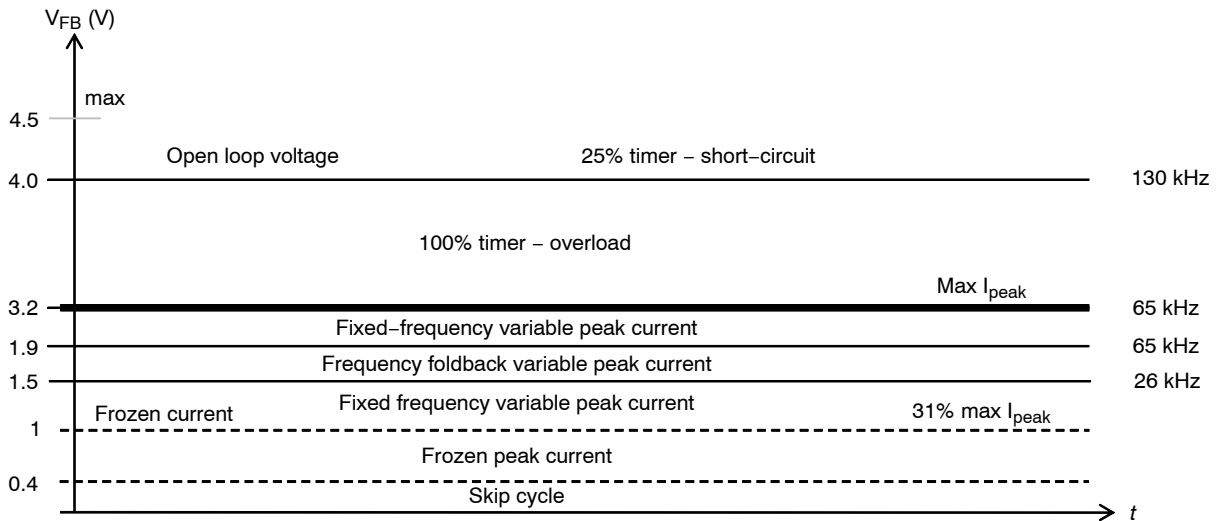 V_FB (V)
max
4.5
Open loop voltage 25% timer − short−circuit
4.0 130 kHz
100% timer − overload
Max I_peak
3.2 65 kHz
Fixed−frequency variable peak current
1.9 65 kHz
Frequency foldback variable peak current
1.5 26 kHz
Fixed frequency variable peak current
Frozen current 31% max I_peak
1
Frozen peak current
0.4
Skip cycle
t